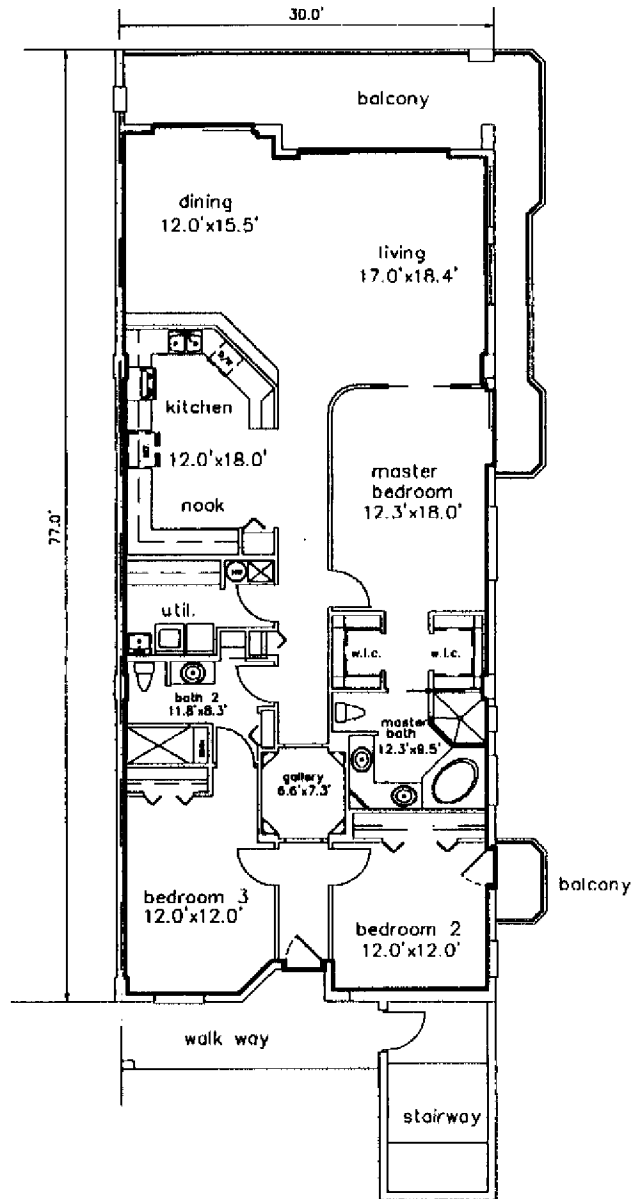 30.0'
balcony
dining
12.0'x15.5'
living
17.0'x18.4'
D/W
kitchen
12.0'x18.0'
nook
master
bedroom
12.3'x18.0'
77.0'
util.
w.i.c.
w.i.c.
bath 2
11.8'x8.3'
master
bath
12.3'x9.5'
gallery
6.6'x7.3'
bedroom 3
12.0'x12.0'
bedroom 2
12.0'x12.0'
balcony
walk way
stairway